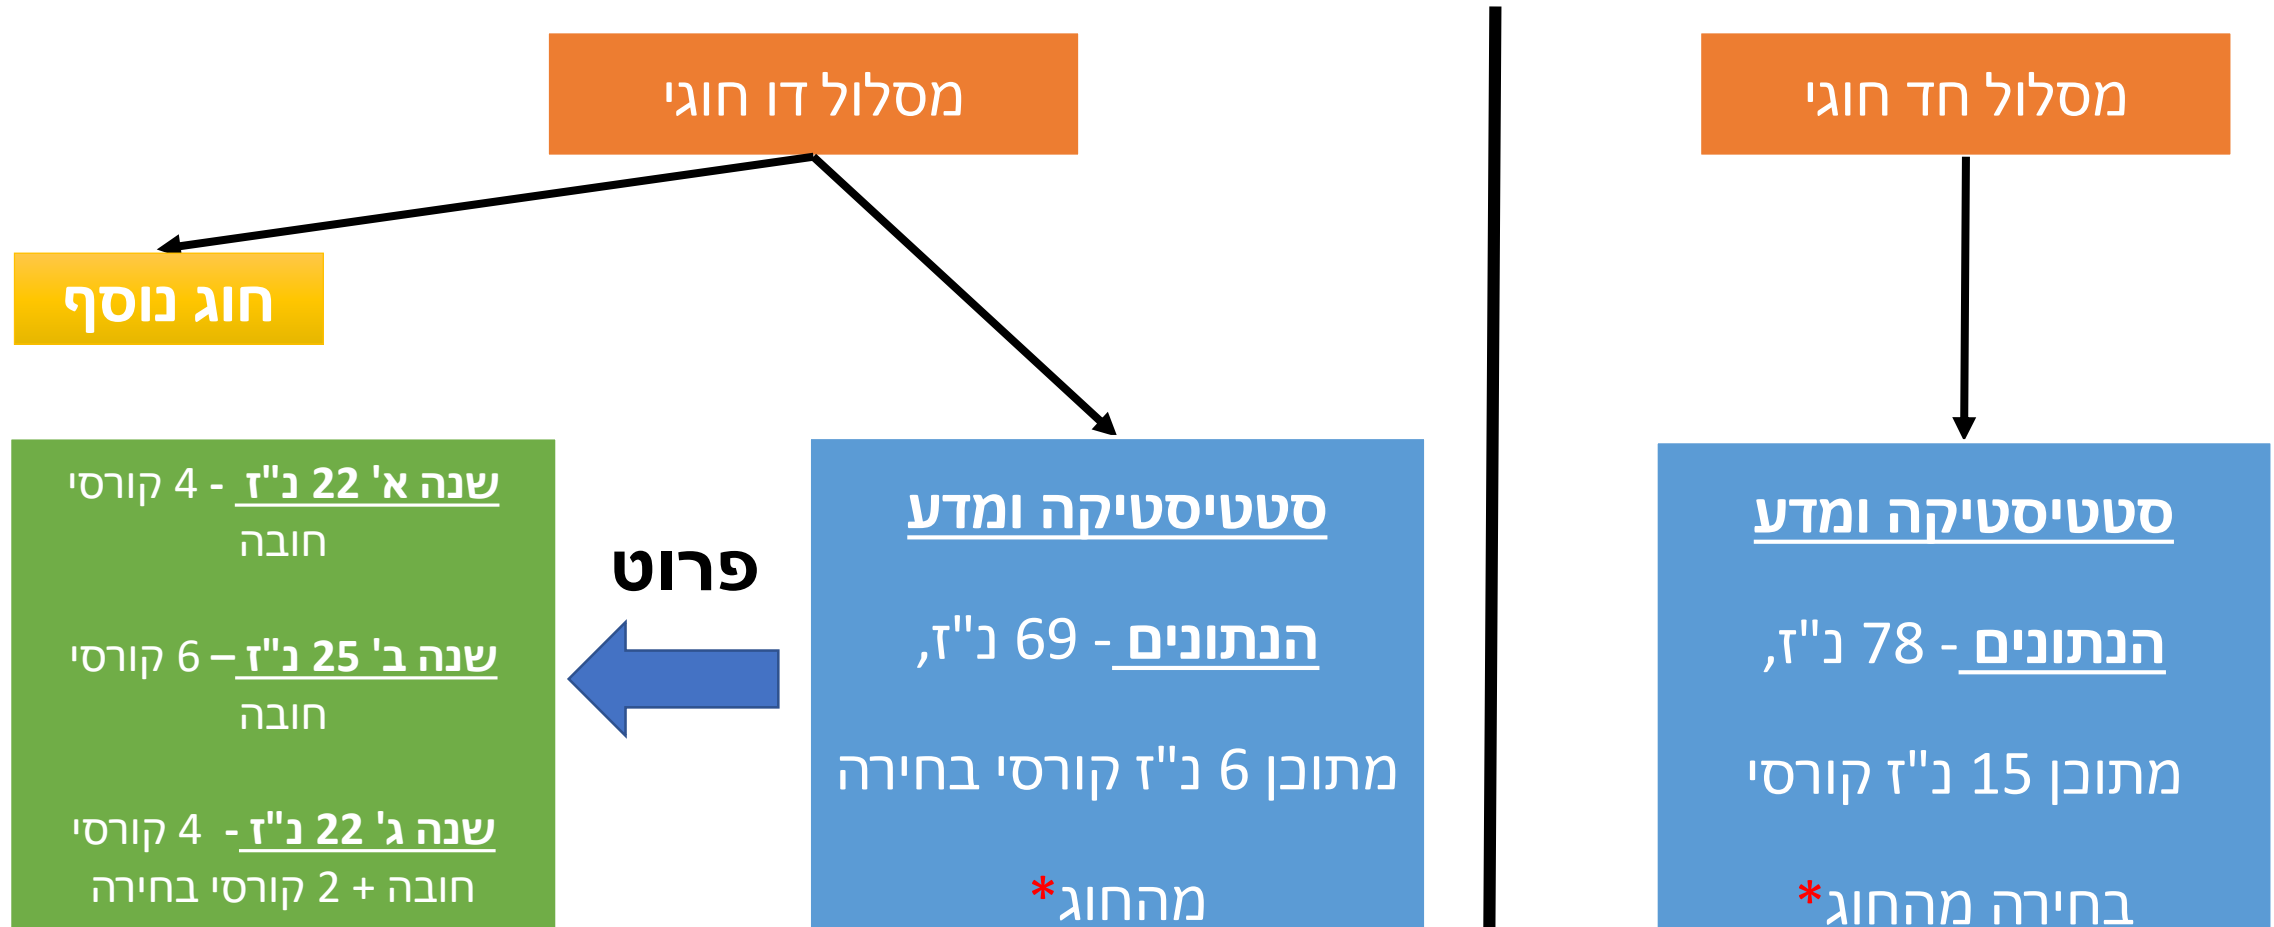 מסלול חד חוגי
סטטיסטיקה ומדע
הנתונים - 78 נ"ז,
מתוכן 15 נ"ז קורסי
בחירה מהחוג*
מסלול דו חוגי
סטטיסטיקה ומדע
הנתונים - 69 נ"ז,
מתוכן 6 נ"ז קורסי בחירה
מהחוג*
פרוט
חוג נוסף
שנה א' 22 נ"ז - 4 קורסי
חובה
שנה ב' 25 נ"ז – 6 קורסי
חובה
שנה ג' 22 נ"ז - 4 קורסי
חובה + 2 קורסי בחירה